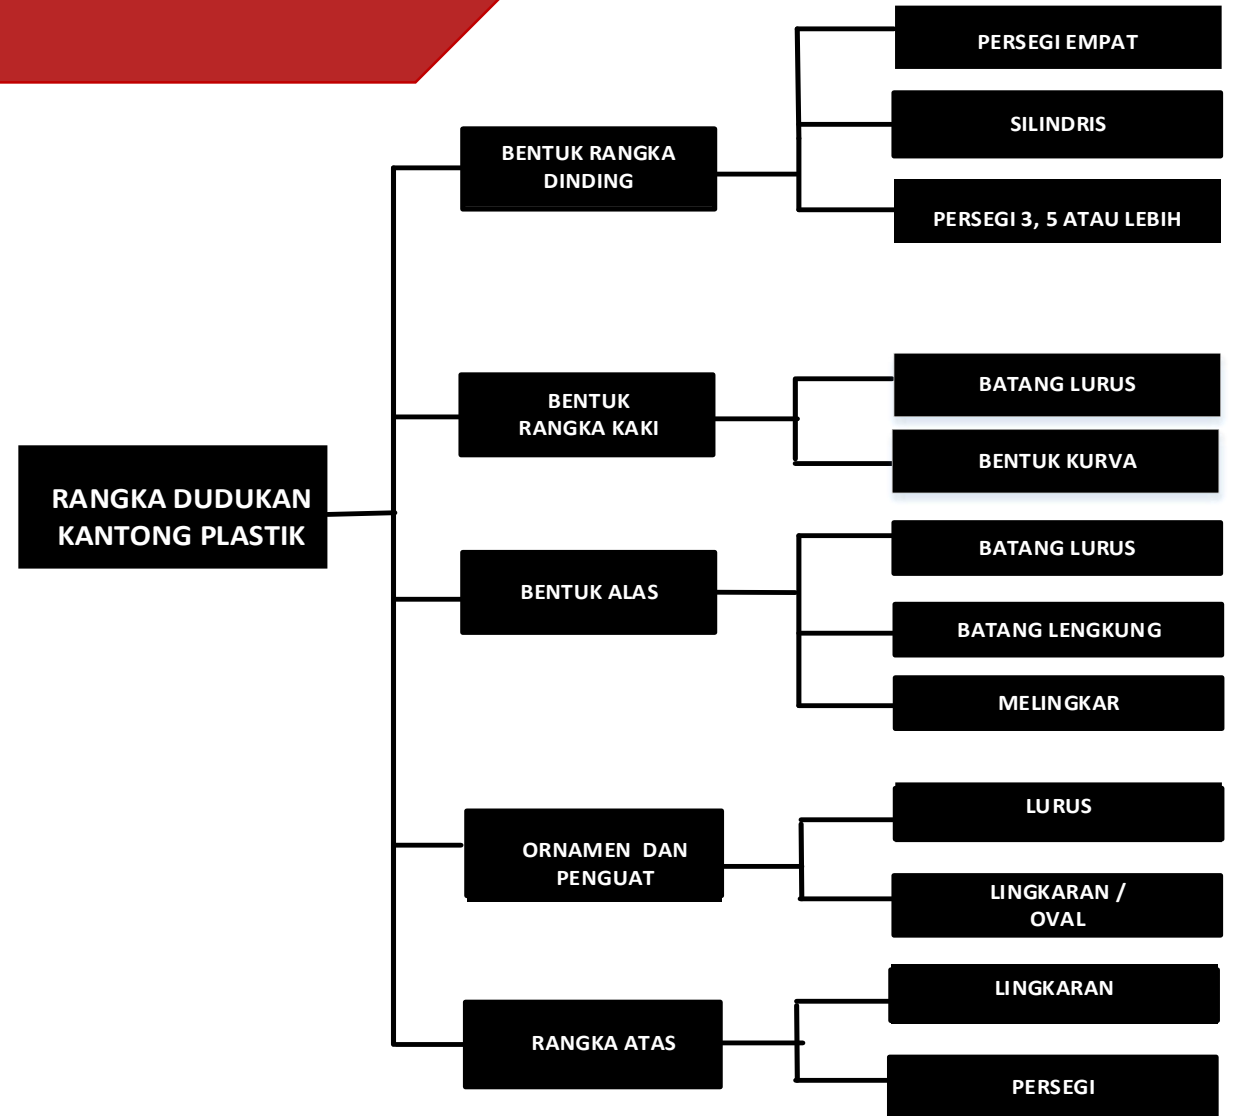 RANGKA DUDUKAN
KANTONG PLASTIK
BENTUK RANGKA
DINDING
PERSEGI EMPAT
SILINDRIS
PERSEGI 3, 5 ATAU LEBIH
BENTUK
RANGKA KAKI
BATANG LURUS
BENTUK KURVA
BENTUK ALAS
BATANG LURUS
BATANG LENGKUNG
MELINGKAR
ORNAMEN DAN
PENGUAT
LURUS
LINGKARAN /
OVAL
RANGKA ATAS
LINGKARAN
PERSEGI